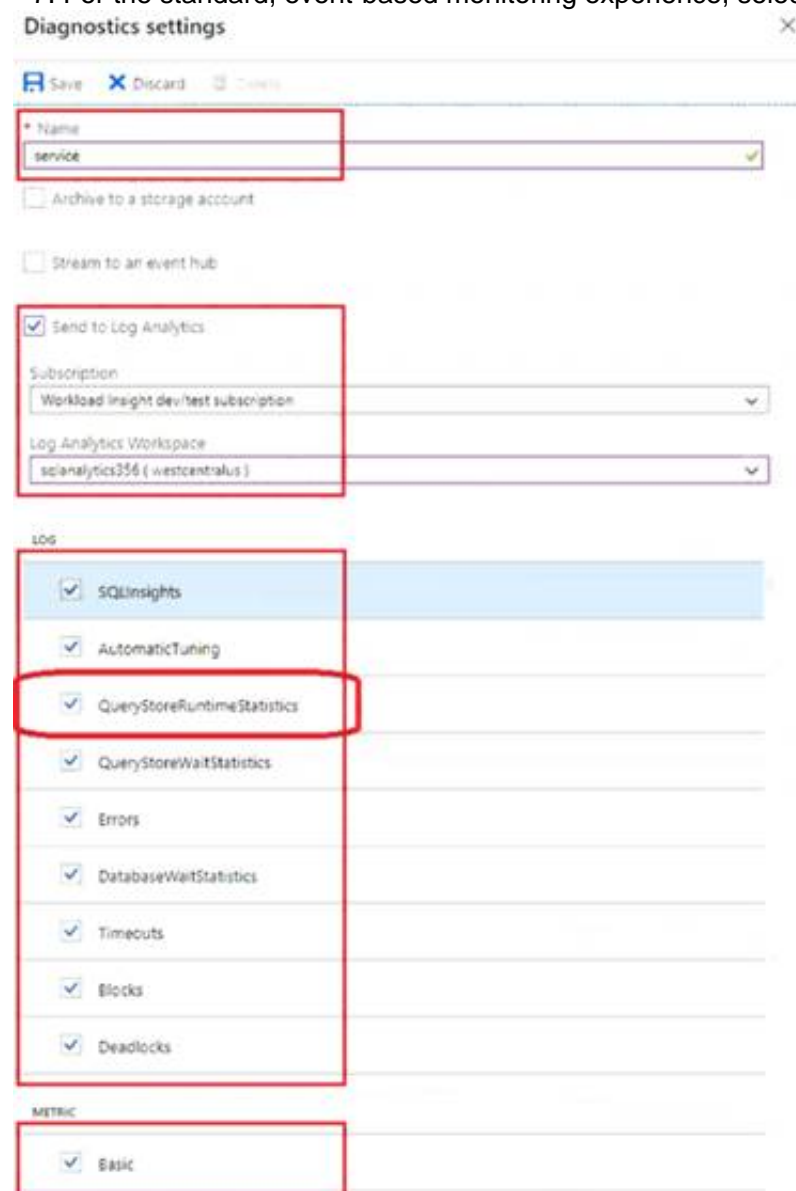 7. For the standard, event-based monitoring experience, selec
Diagnostics settings
Save Discard Delete
* Name
service
Archive to a storage account
Stream to an event hub
Send to Log Analytics
Subscription
Workload Insight dev/test subscription
Log Analytics Workspace
sqlanalytics356 ( westcentralus )
LOG
SQLInsights
AutomaticTuning
QueryStoreRuntimeStatistics
QueryStoreWaitStatistics
Errors
DatabaseWaitStatistics
Timeouts
Blocks
Deadlocks
METRIC
Basic